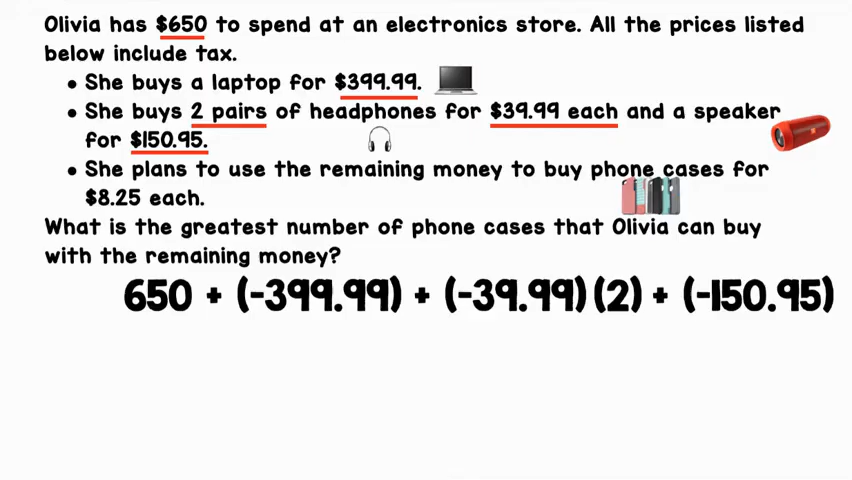 Olivia has $650 to spend at an electronics store. All the prices listed
below include tax.
• She buys a laptop for $399.99.
• She buys 2 pairs of headphones for $39.99 each and a speaker
for $150.95.
• She plans to use the remaining money to buy phone cases for
$8.25 each.
What is the greatest number of phone cases that Olivia can buy
with the remaining money?
650 + (-399.99) + (-39.99)(2) + (-150.95)